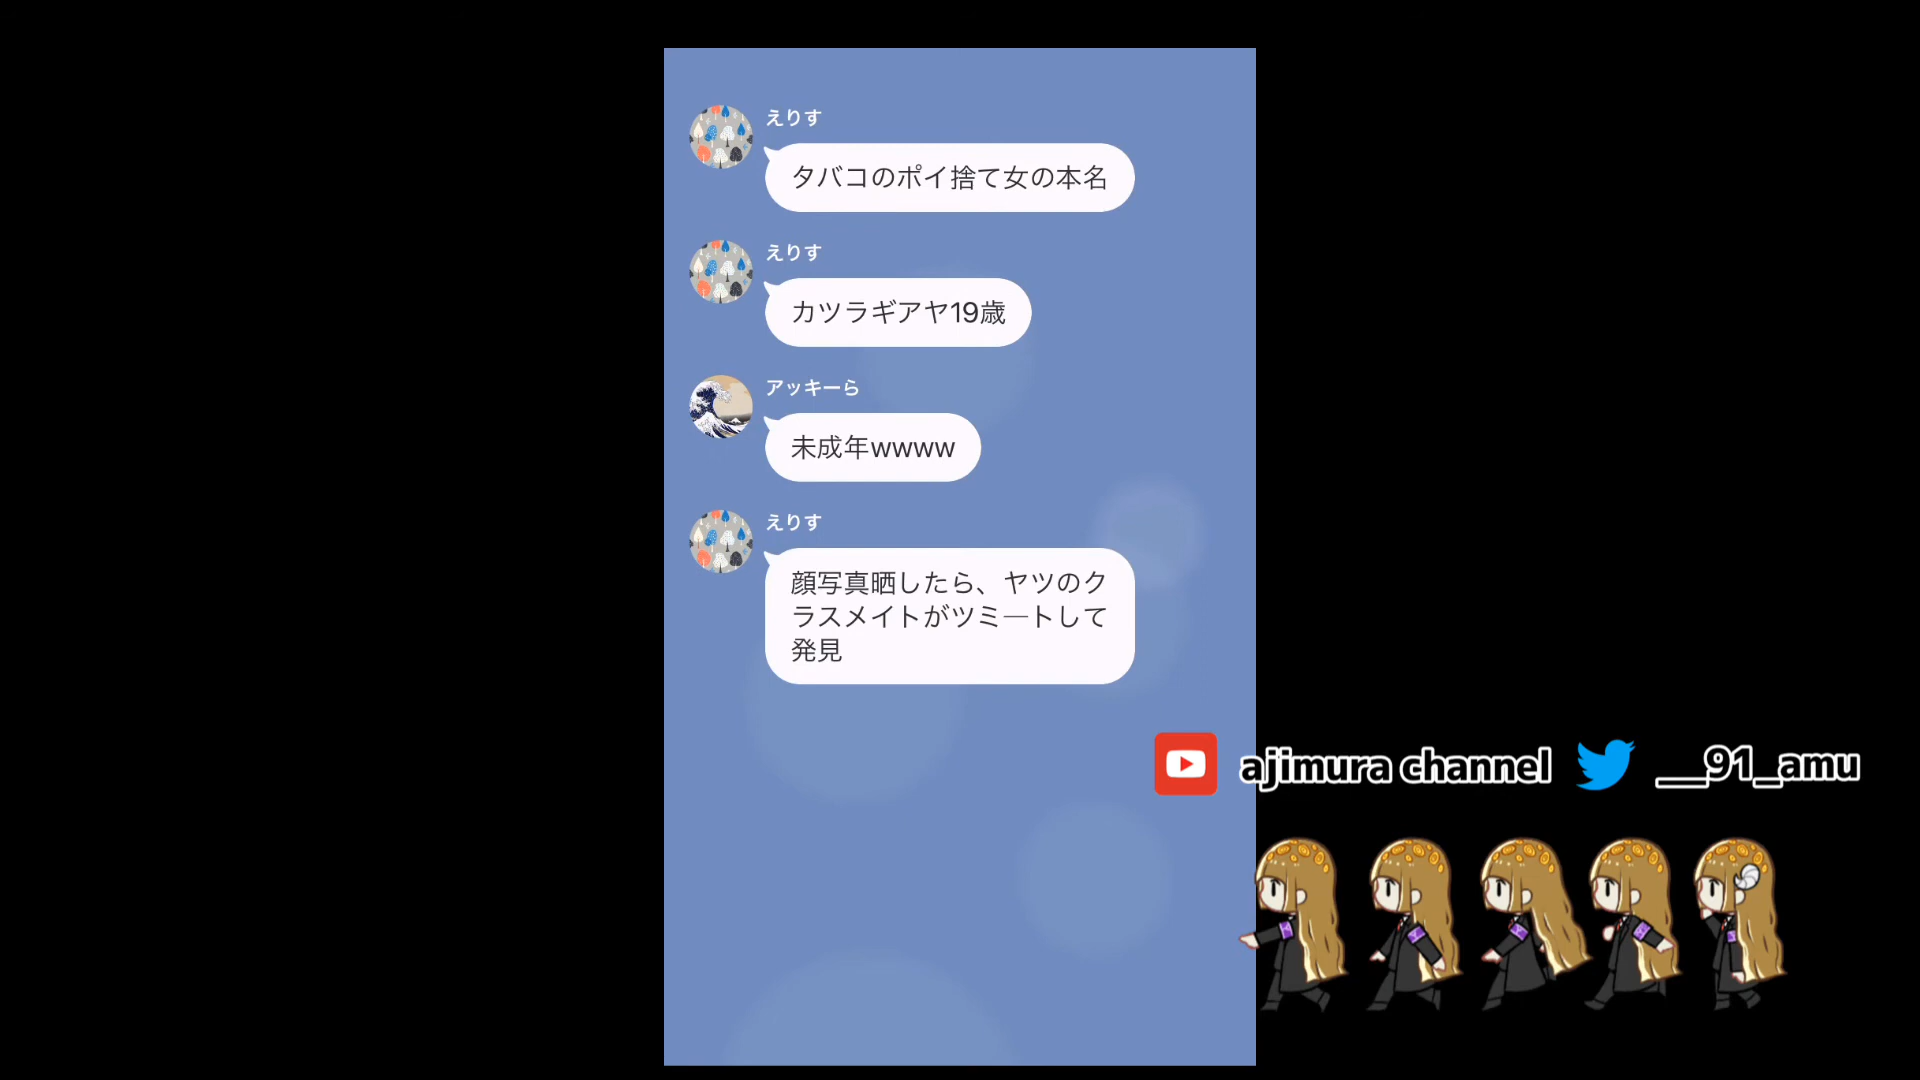 えりす
タバコのポイ捨て女の本名
えりす
カツラギアヤ19歳
アッキーら
未成年wwww
えりす
顔写真晒したら、ヤツのク
ラスメイトがツミートして
発見
ajimura channel
__91_amu